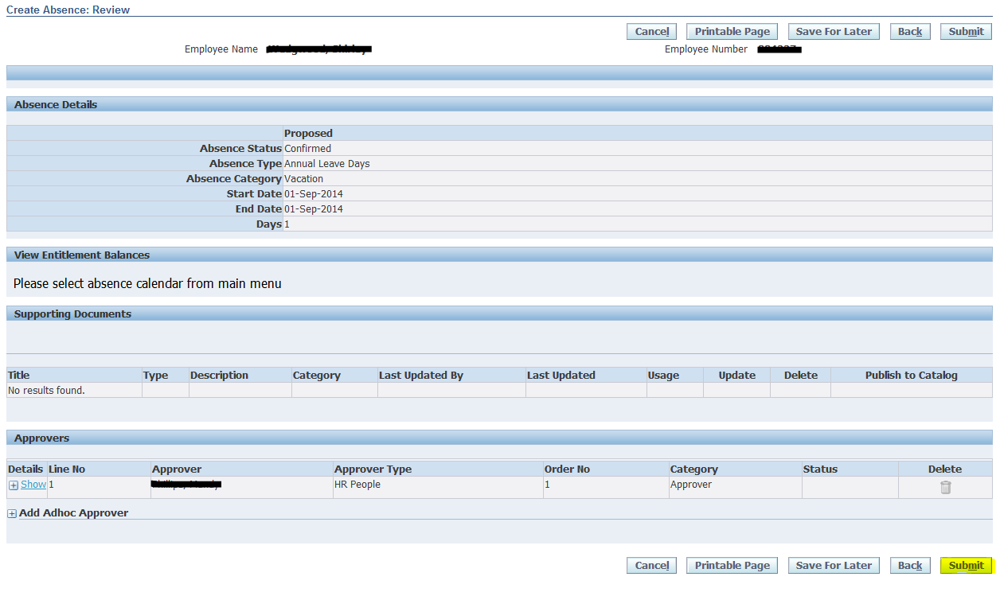 Create Absence: Review
Cancel Printable Page Save For Later Back Submit
Employee Name Employee Number
Absence Details
Proposed
Absence Status Confirmed
Absence Type Annual Leave Days
Absence Category Vacation
Start Date 01-Sep-2014
End Date 01-Sep-2014
Days 1
View Entitlement Balances
Please select absence calendar from main menu
Supporting Documents
Title Type Description Category Last Updated By Last Updated Usage Update Delete Publish to Catalog
No results found.
Approvers
Details Line No Approver Approver Type Order No Category Status Delete
Show 1 HR People 1 Approver
Add Adhoc Approver
Cancel Printable Page Save For Later Back Submit